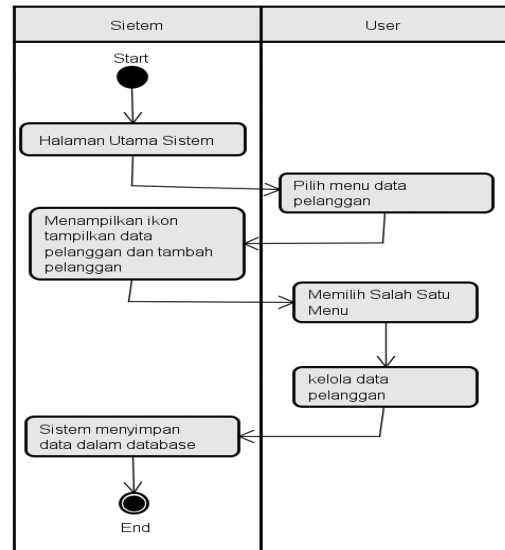 Sietem
User
Start
Halaman Utama Sistem
Pilih menu data
pelanggan
Menampilkan ikon
tampilkan data
pelanggan dan tambah
pelanggan
Memilih Salah Satu
Menu
kelola data
pelanggan
Sistem menyimpan
data dalam database
End